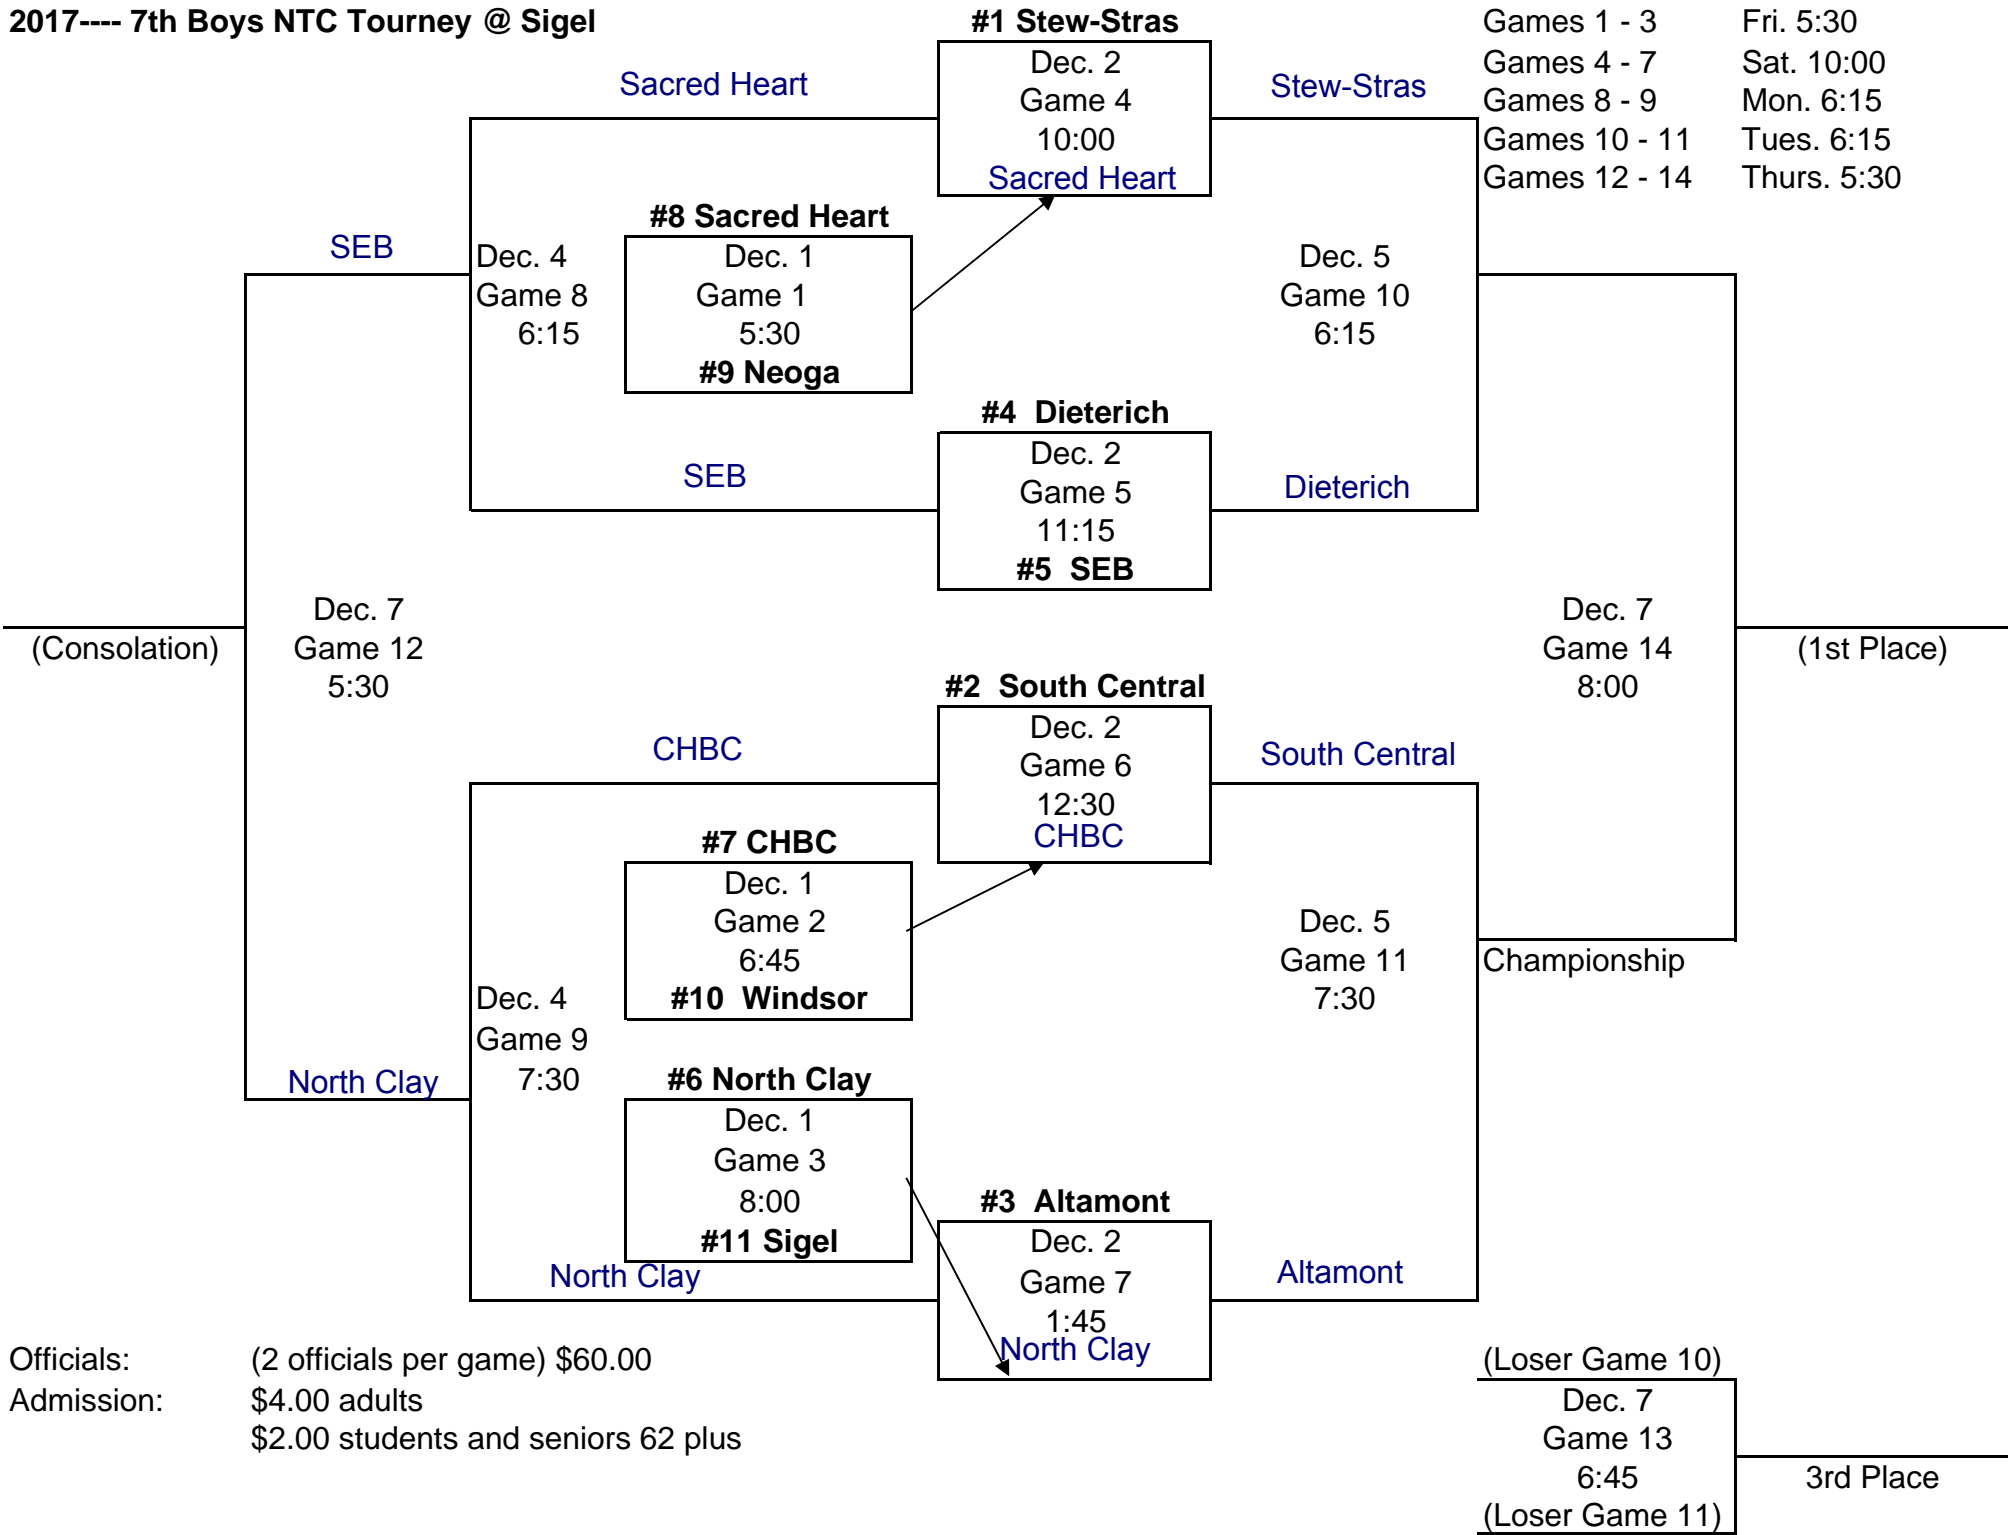 2017---- 7th Boys NTC Tourney @ Sigel
#1 Stew-Stras
Games 1 - 3 Fri. 5:30
Games 4 - 7 Sat. 10:00
Games 8 - 9 Mon. 6:15
Games 10 - 11 Tues. 6:15
Games 12 - 14 Thurs. 5:30
Sacred Heart
Dec. 2
Game 4
10:00
Sacred Heart
Stew-Stras
#8 Sacred Heart
Dec. 1
Game 1
5:30
#9 Neoga
SEB
Dec. 4
Game 8
6:15
Dec. 5
Game 10
6:15
#4 Dieterich
Dec. 2
Game 5
11:15
#5 SEB
SEB
Dieterich
Dec. 7
Game 12
5:30
(Consolation)
Dec. 7
Game 14
8:00
(1st Place)
#2 South Central
Dec. 2
Game 6
12:30
CHBC
CHBC
South Central
#7 CHBC
Dec. 1
Game 2
6:45
#10 Windsor
Dec. 5
Game 11
7:30
Championship
Dec. 4
Game 9
7:30
North Clay
#6 North Clay
Dec. 1
Game 3
8:00
#11 Sigel
North Clay
#3 Altamont
Dec. 2
Game 7
1:45
North Clay
Altamont
Officials: (2 officials per game) $60.00
Admission: $4.00 adults
$2.00 students and seniors 62 plus
(Loser Game 10)
Dec. 7
Game 13
6:45
(Loser Game 11)
3rd Place